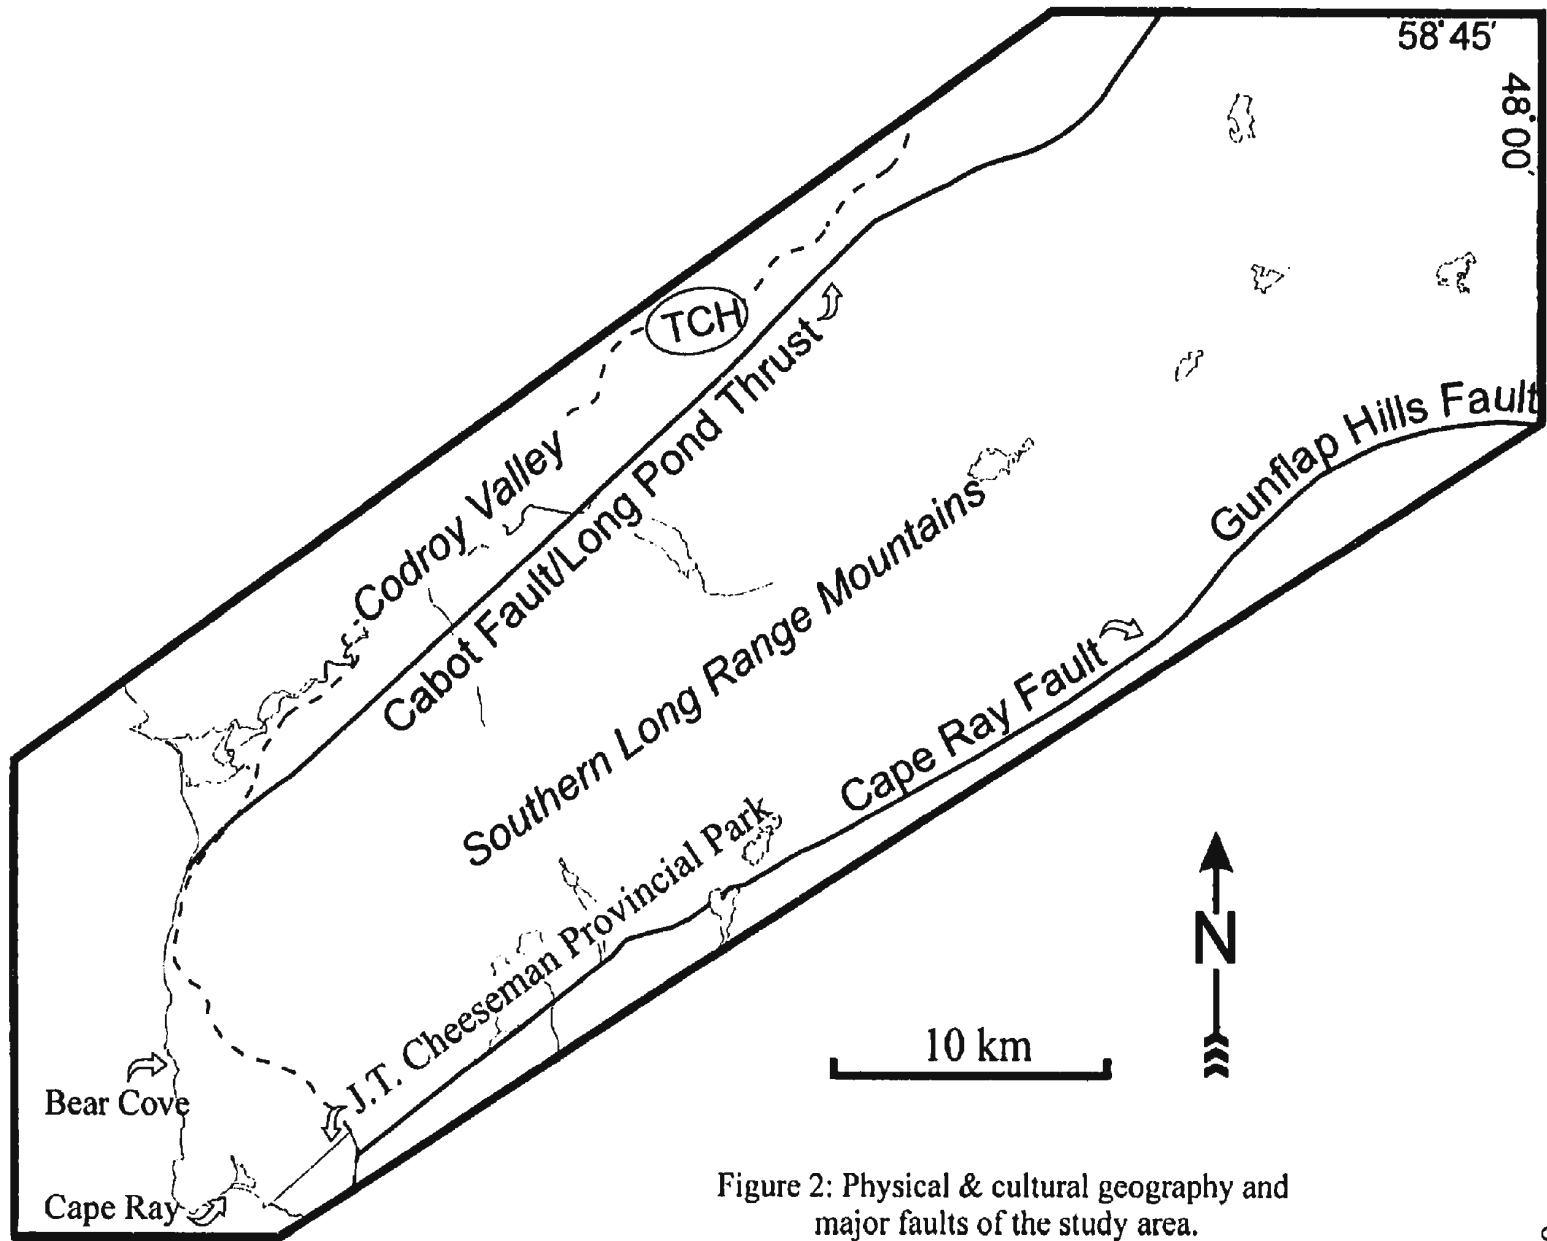 58°45'
48°00'
TCH
Codroy Valley
Cabot Fault/Long Pond Thrust
Southern Long Range Mountains
Gunflap Hills Fault
Cape Ray Fault
J.T. Cheeseman Provincial Park
N
10 km
Bear Cove
Cape Ray
Figure 2: Physical & cultural geography and
major faults of the study area.